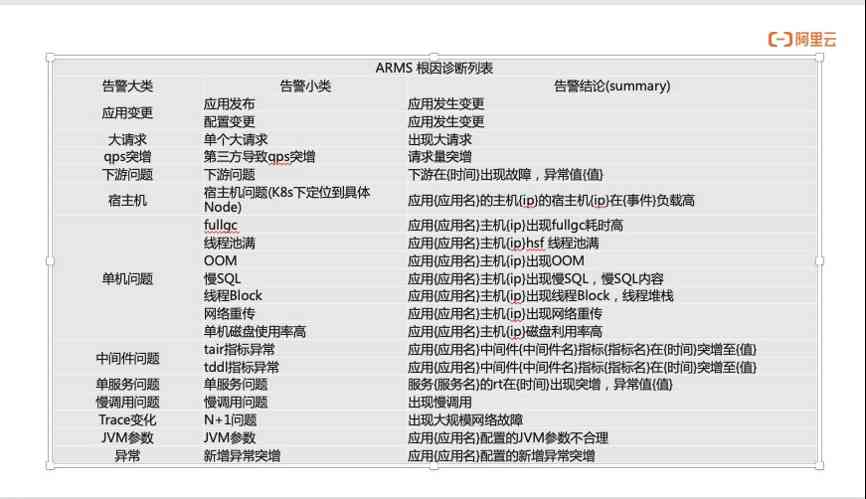 阿里云
ARMS 根因诊断列表
告警大类 告警小类 告警结论(summary)
应用变更 应用发布 应用发生变更
配置变更 应用发生变更
大请求 单个大请求 出现大请求
qps突增 第三方导致qps突增 请求量突增
下游问题 下游问题 下游在{时间}出现故障，异常值{值}
宿主机 宿主机问题(K8s下定位到具体
Node) 应用{应用名}的主机{ip}的宿主机{ip}在{事件}负载高
单机问题 fullgc 应用{应用名}主机{ip}出现fullgc耗时高
线程池满 应用{应用名}主机{ip}hsf 线程池满
OOM 应用{应用名}主机{ip}出现OOM
慢SQL 应用{应用名}主机{ip}出现慢SQL，慢SQL内容
线程Block 应用{应用名}主机{ip}出现线程Block，线程堆栈
网络重传 应用{应用名}主机{ip}出现网络重传
单机磁盘使用率高 应用{应用名}主机{ip}磁盘利用率高
中间件问题 tair指标异常 应用{应用名}中间件{中间件名}指标{指标名}在{时间}突增至{值}
tddl指标异常 应用{应用名}中间件{中间件名}指标{指标名}在{时间}突增至{值}
单服务问题 单服务问题 服务{服务名}的rt在{时间}出现突增，异常值{值}
慢调用问题 慢调用问题 出现慢调用
Trace变化 N+1问题 出现大规模网络故障
JVM参数 JVM参数 应用{应用名}配置的JVM参数不合理
异常 新增异常突增 应用{应用名}配置的新增异常突增